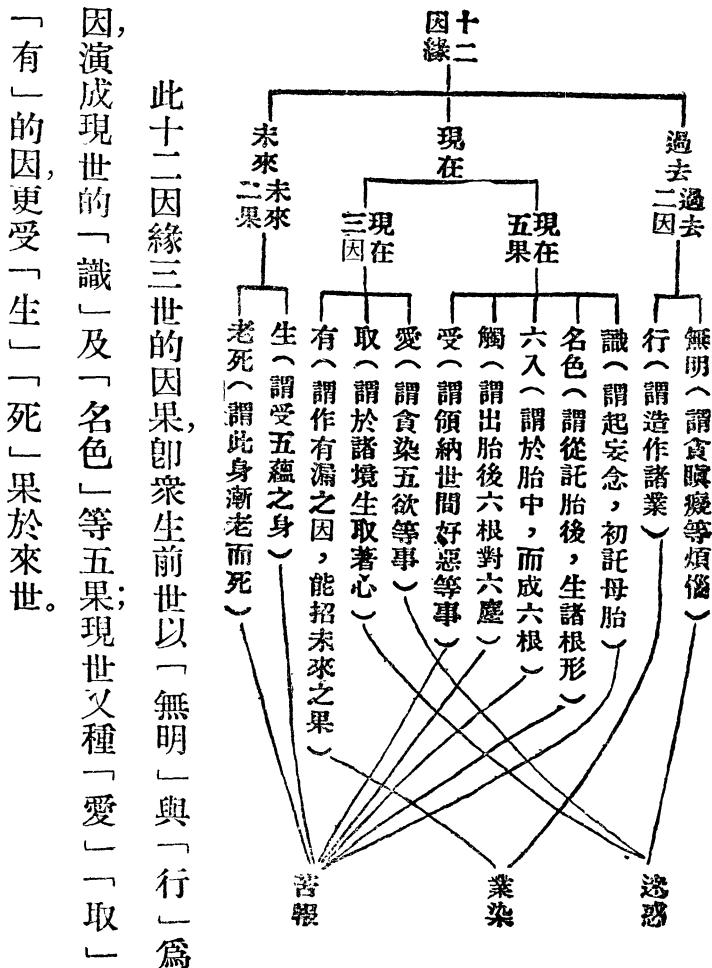 十二
因緣
過去
過去
二因
現在
現在
五果
現在
三因
未來
未來
二果
無明(謂貪瞋癡等煩惱)
行(謂造作諸業)
識(謂起妄念,初託母胎)
名色(謂從託胎後,生諸根形)
六入(謂於胎中,而成六根)
觸(謂出胎後六根對六塵)
受(謂領納世間好惡等事)
愛(謂貪染五欲等事)
取(謂於諸境生取著心)
有(謂作有漏之因,能招未來之果)
生(謂受五蘊之身)
老死(謂此身漸老而死)
迷惑
業染
苦報
此十二因緣三世的因果,卽衆生前世以「無明」與「行」爲
因,演成現世的「識」及「名色」等五果;現世又種「愛」「取」
「有」的因,更受「生」「死」果於來世。